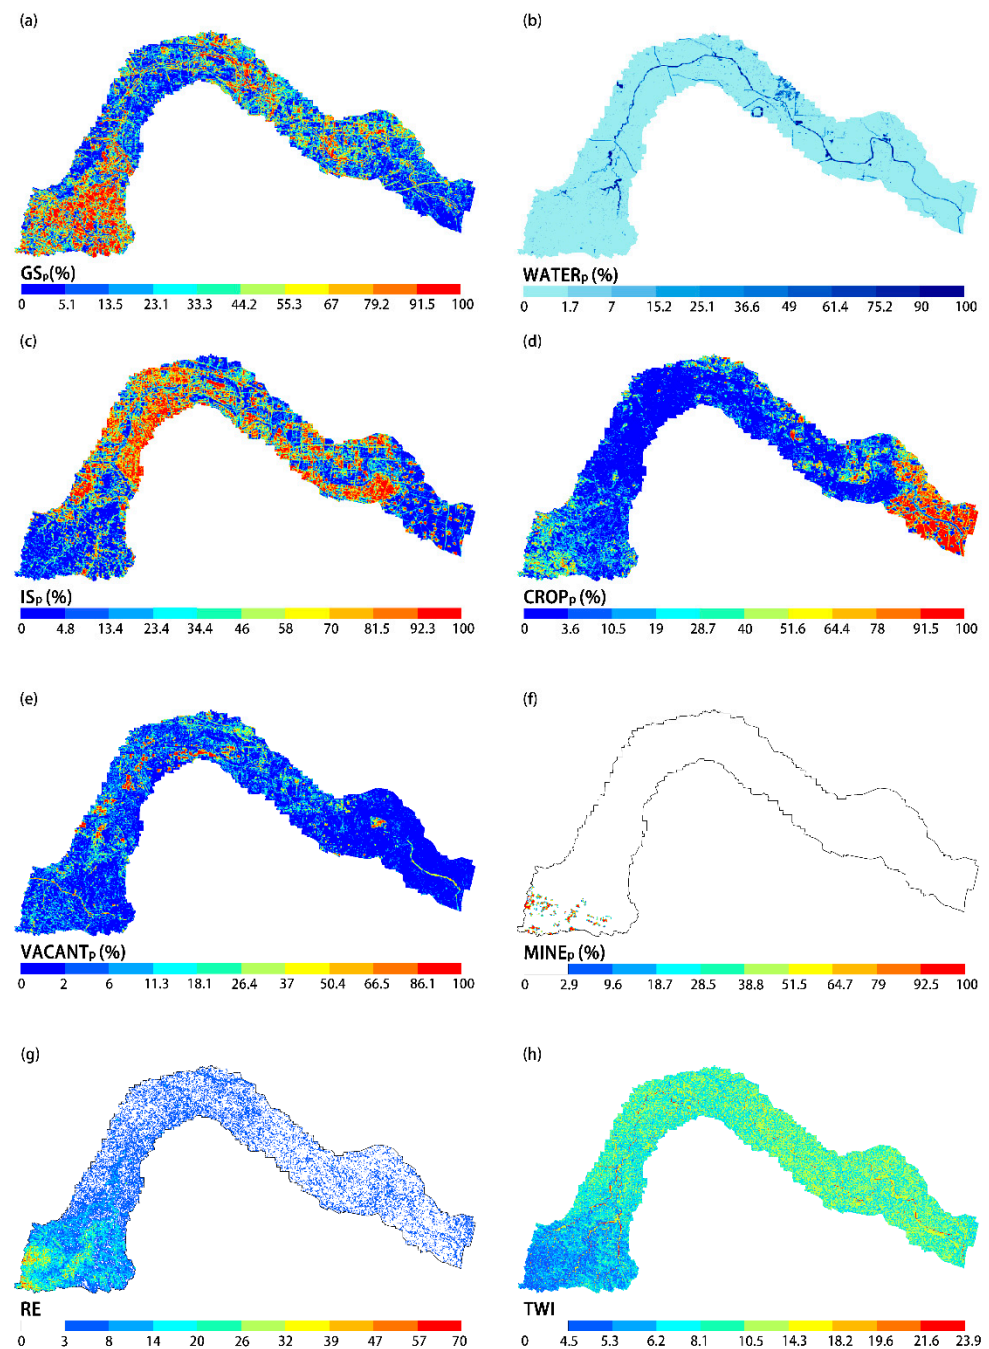 (a)
(b)
GSp(%)
0 5.1 13.5 23.1 33.3 44.2 55.3 67 79.2 91.5 100
WATERp (%)
0 1.7 7 15.2 25.1 36.6 49 61.4 75.2 90 100
(c)
(d)
ISp (%)
0 4.8 13.4 23.4 34.4 46 58 70 81.5 92.3 100
CROPp (%)
0 3.6 10.5 19 28.7 40 51.6 64.4 78 91.5 100
(e)
(f)
VACANTp (%)
0 2 6 11.3 18.1 26.4 37 50.4 66.5 86.1 100
MINEp (%)
0 2.9 9.6 18.7 28.5 38.8 51.5 64.7 79 92.5 100
(g)
(h)
RE
0 3 8 14 20 26 32 39 47 57 70
TWI
0 4.5 5.3 6.2 8.1 10.5 14.3 18.2 19.6 21.6 23.9